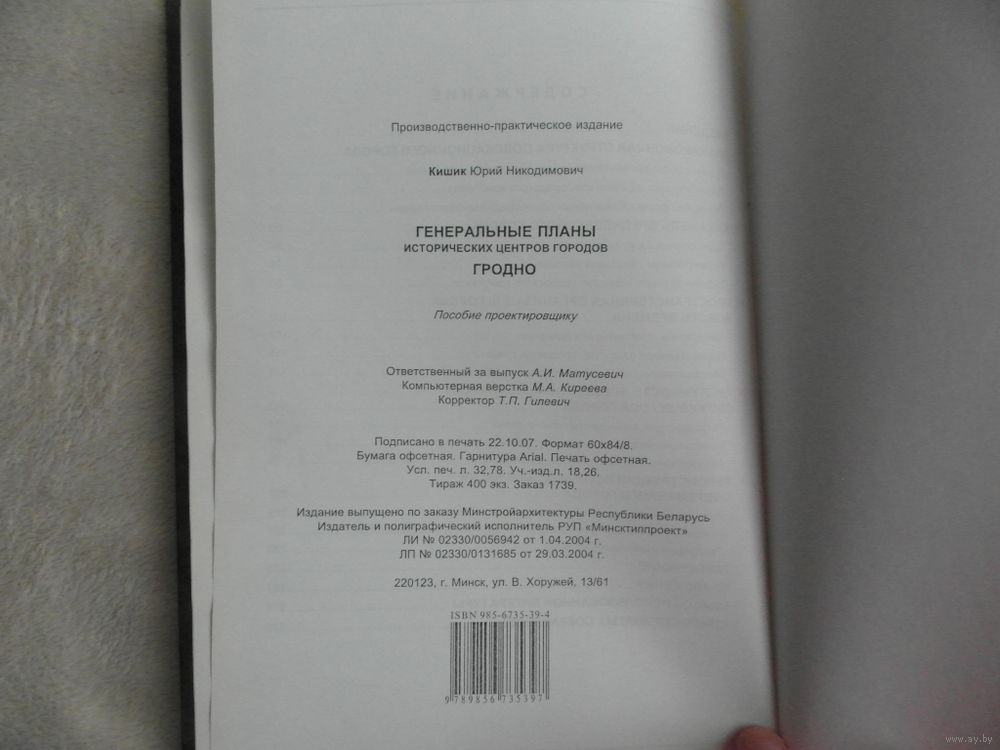 Производственно-практическое издание
Кишик Юрий Никодимович
ГЕНЕРАЛЬНЫЕ ПЛАНЫ
ИСТОРИЧЕСКИХ ЦЕНТРОВ ГОРОДОВ
ГРОДНО
Пособие проектировщику
Ответственный за выпуск А.И. Матусевич
Компьютерная верстка М.А. Киреева
Корректор Т.П. Гилевич
Подписано в печать 22.10.07. Формат 60х84/8.
Бумага офсетная. Гарнитура Arial. Печать офсетная.
Усл. печ. л. 32,78. Уч.-изд.л. 18,26.
Тираж 400 экз. Заказ 1739.
Издание выпущено по заказу Минстройархитектуры Республики Беларусь
Издатель и полиграфический исполнитель РУП «Минсктиппроект»
ЛИ № 02330/0056942 от 1.04.2004 г.
ЛП № 02330/0131685 от 29.03.2004 г.
220123, г. Минск, ул. В. Хоружей, 13/61
ISBN 985-6735-39-4
9 789856 735397
www.ay.by